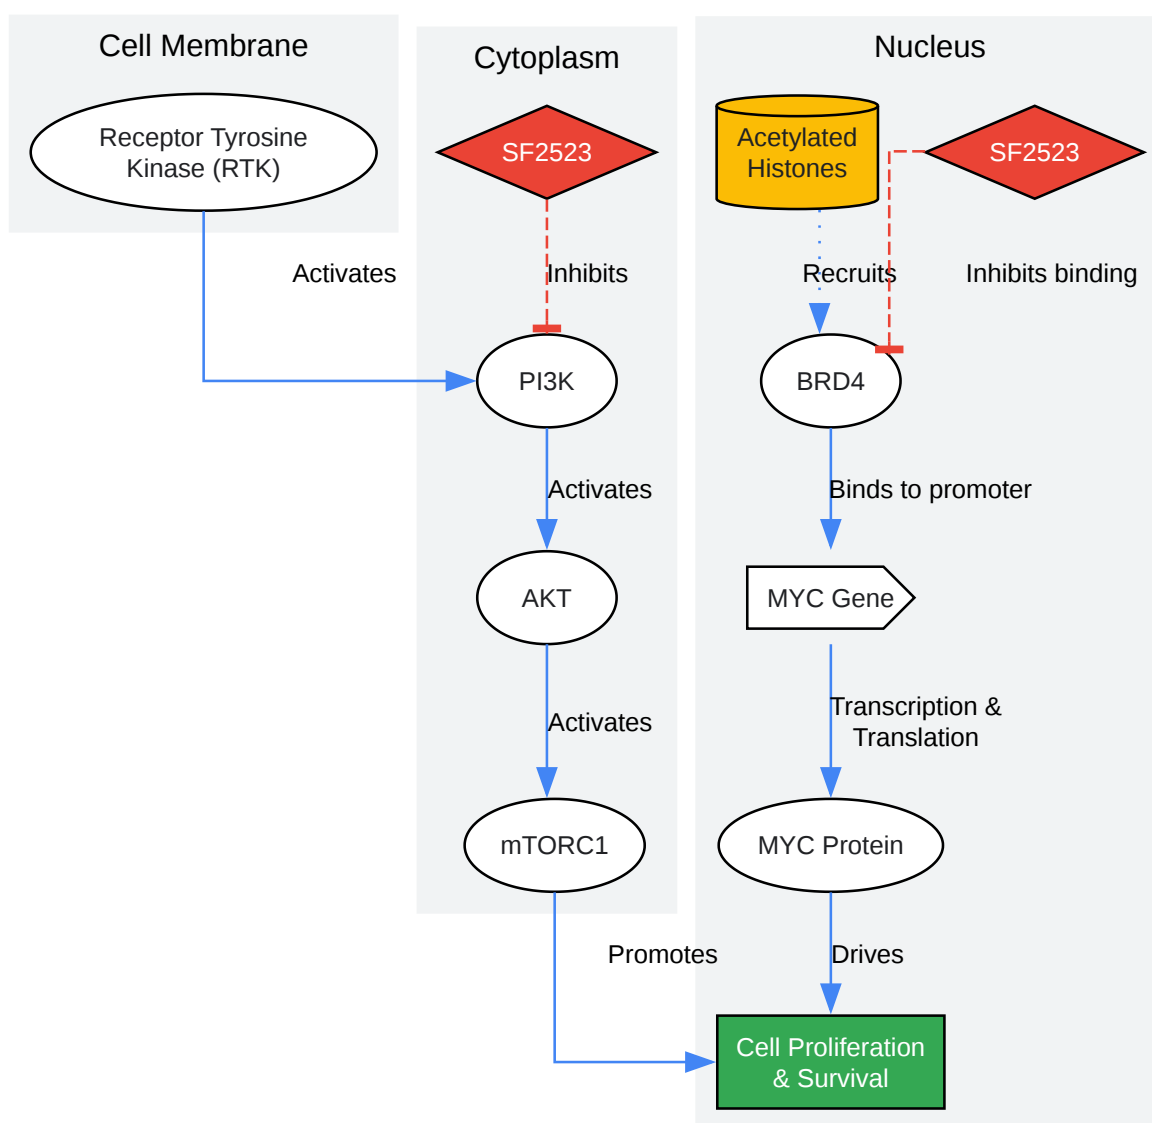 Cell Membrane
Cytoplasm
Nucleus
Receptor Tyrosine
Kinase (RTK)
SF2523
Acetylated
Histones
SF2523
Activates
Inhibits
Recruits
Inhibits binding
PI3K
BRD4
Activates
Binds to promoter
AKT
MYC Gene
Activates
Transcription &
Translation
mTORC1
MYC Protein
Promotes
Drives
Cell Proliferation
& Survival